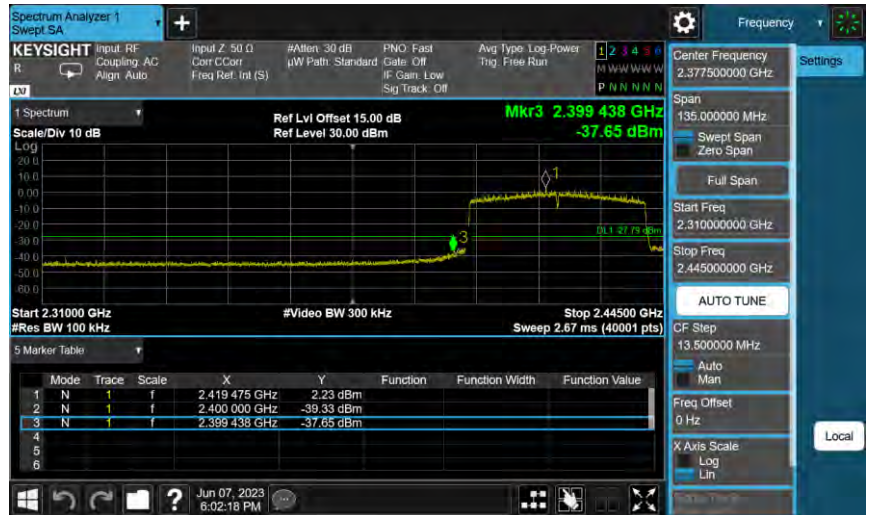 Spectrum Analyzer 1
Swept SA
+
Frequency
KEYSIGHT Input: RF Input Z: 50 Ω #Atten: 30 dB PNO: Fast Avg Type: Log-Power 1 2 3 4 5 6
R Coupling: AC Corr CCorr µW Path: Standard Gate: Off Trig: Free Run M W W W W W
Align: Auto Freq Ref: Int (S) IF Gain: Low
LXI Sig Track: Off P N N N N N
1 Spectrum
Ref Lvl Offset 15.00 dB
Mkr3 2.399 438 GHz
Scale/Div 10 dB Ref Level 30.00 dBm -37.65 dBm
Log
20.0
10.0
0.00
-10.0
-20.0
-30.0
-40.0
-50.0
-60.0
1
3
DL1 -27.79 dBm
Start 2.31000 GHz #Video BW 300 kHz Stop 2.44500 GHz
#Res BW 100 kHz Sweep 2.67 ms (40001 pts)
5 Marker Table
Mode Trace Scale X Y Function Function Width Function Value
1 N 1 f 2.419 475 GHz 2.23 dBm
2 N 1 f 2.400 000 GHz -39.33 dBm
3 N 1 f 2.399 438 GHz -37.65 dBm
4
5
6
? Jun 07, 2023
6:02:18 PM
Center Frequency
2.377500000 GHz
Settings
Span
135.000000 MHz
Swept Span
Zero Span
Full Span
Start Freq
2.310000000 GHz
Stop Freq
2.445000000 GHz
AUTO TUNE
CF Step
13.500000 MHz
Auto
Man
Freq Offset
0 Hz
Local
X Axis Scale
Log
Lin